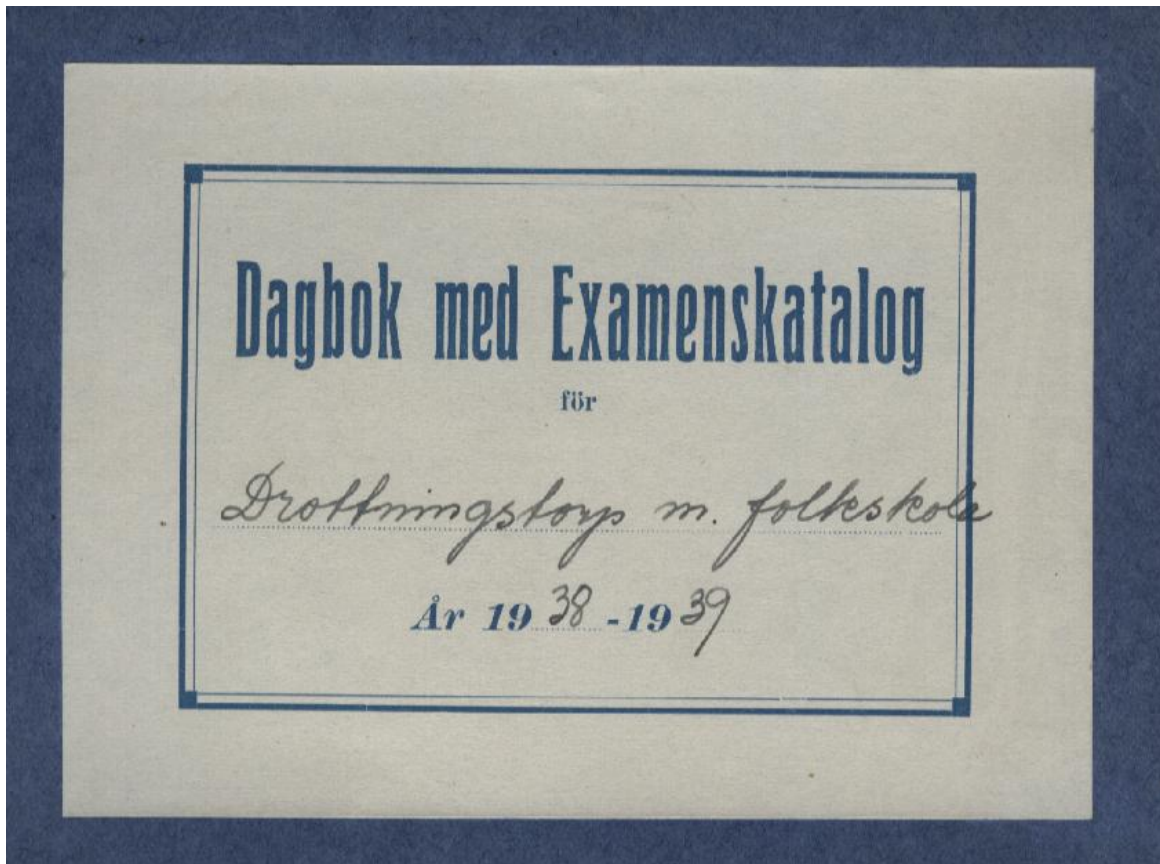 Dagbok med Examenskatalog
för
Drottningstorps m. folkskola
År 1938-1939